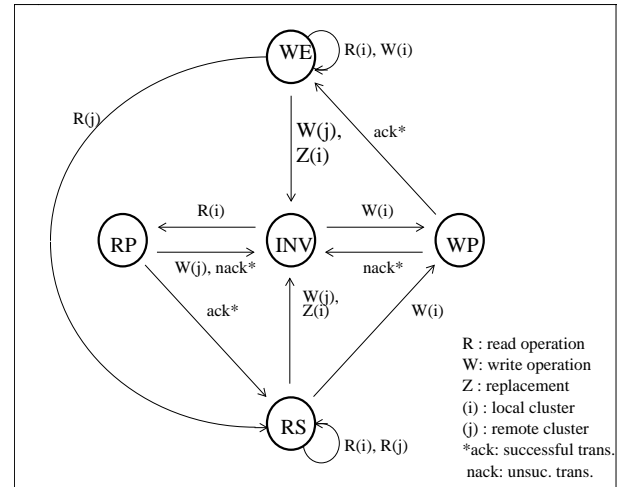 WE
R(i), W(i)
R(j)
W(j),
Z(i)
ack*
R(i)
W(i)
RP
INV
WP
W(j), nack*
nack*
ack*
W(j),
Z(i)
W(i)
RS
R(i), R(j)
R : read operation
W: write operation
Z : replacement
(i) : local cluster
(j) : remote cluster
*ack: successful trans.
nack: unsuc. trans.